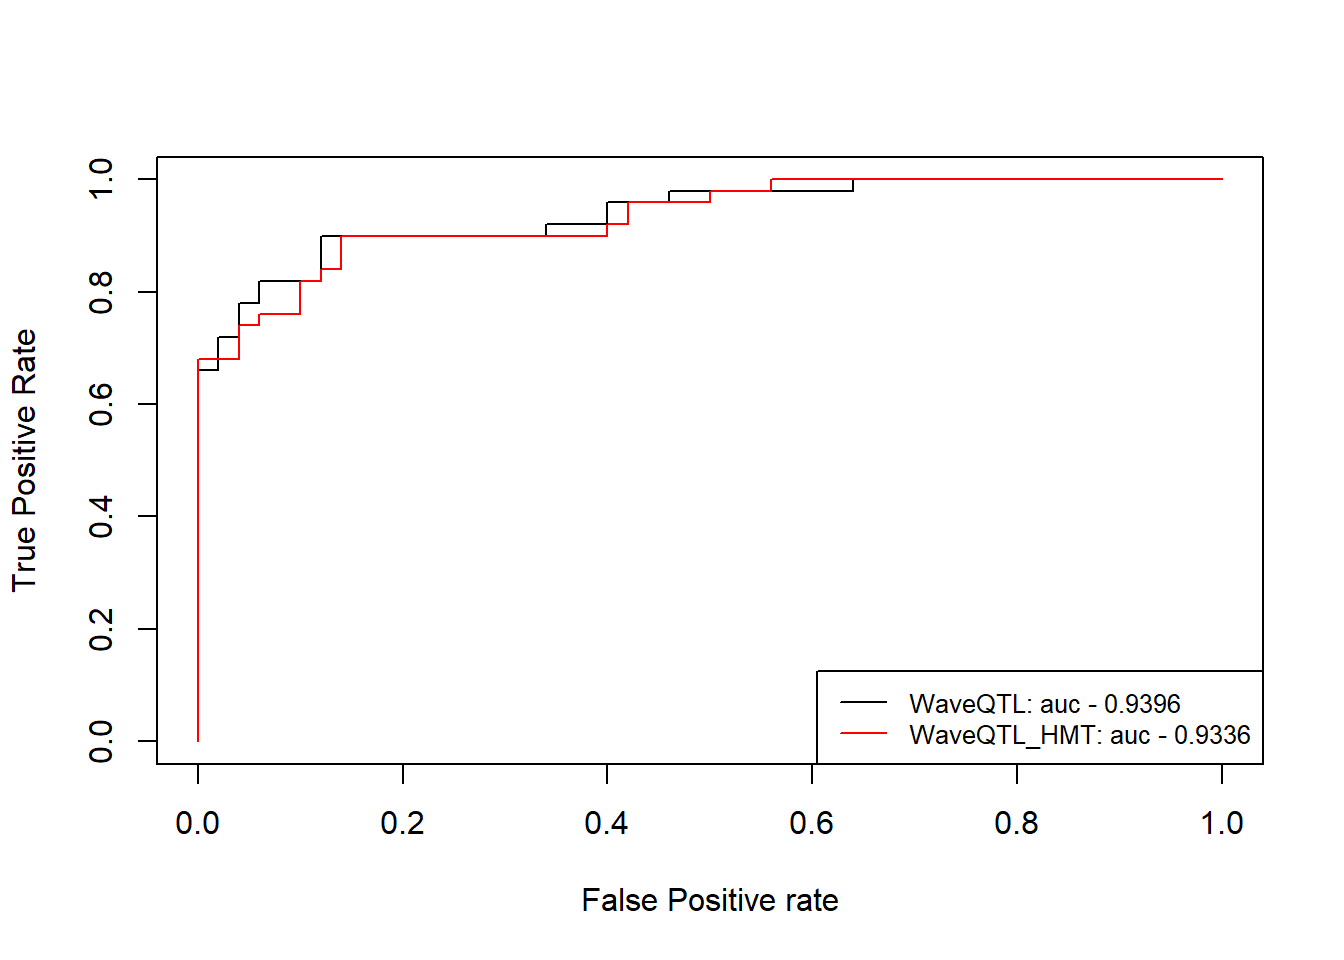 True Positive Rate
1.0
0.8
0.6
0.4
0.2
0.0
WaveQTL: auc - 0.9396
WaveQTL_HMT: auc - 0.9336
0.0 0.2 0.4 0.6 0.8 1.0
False Positive rate